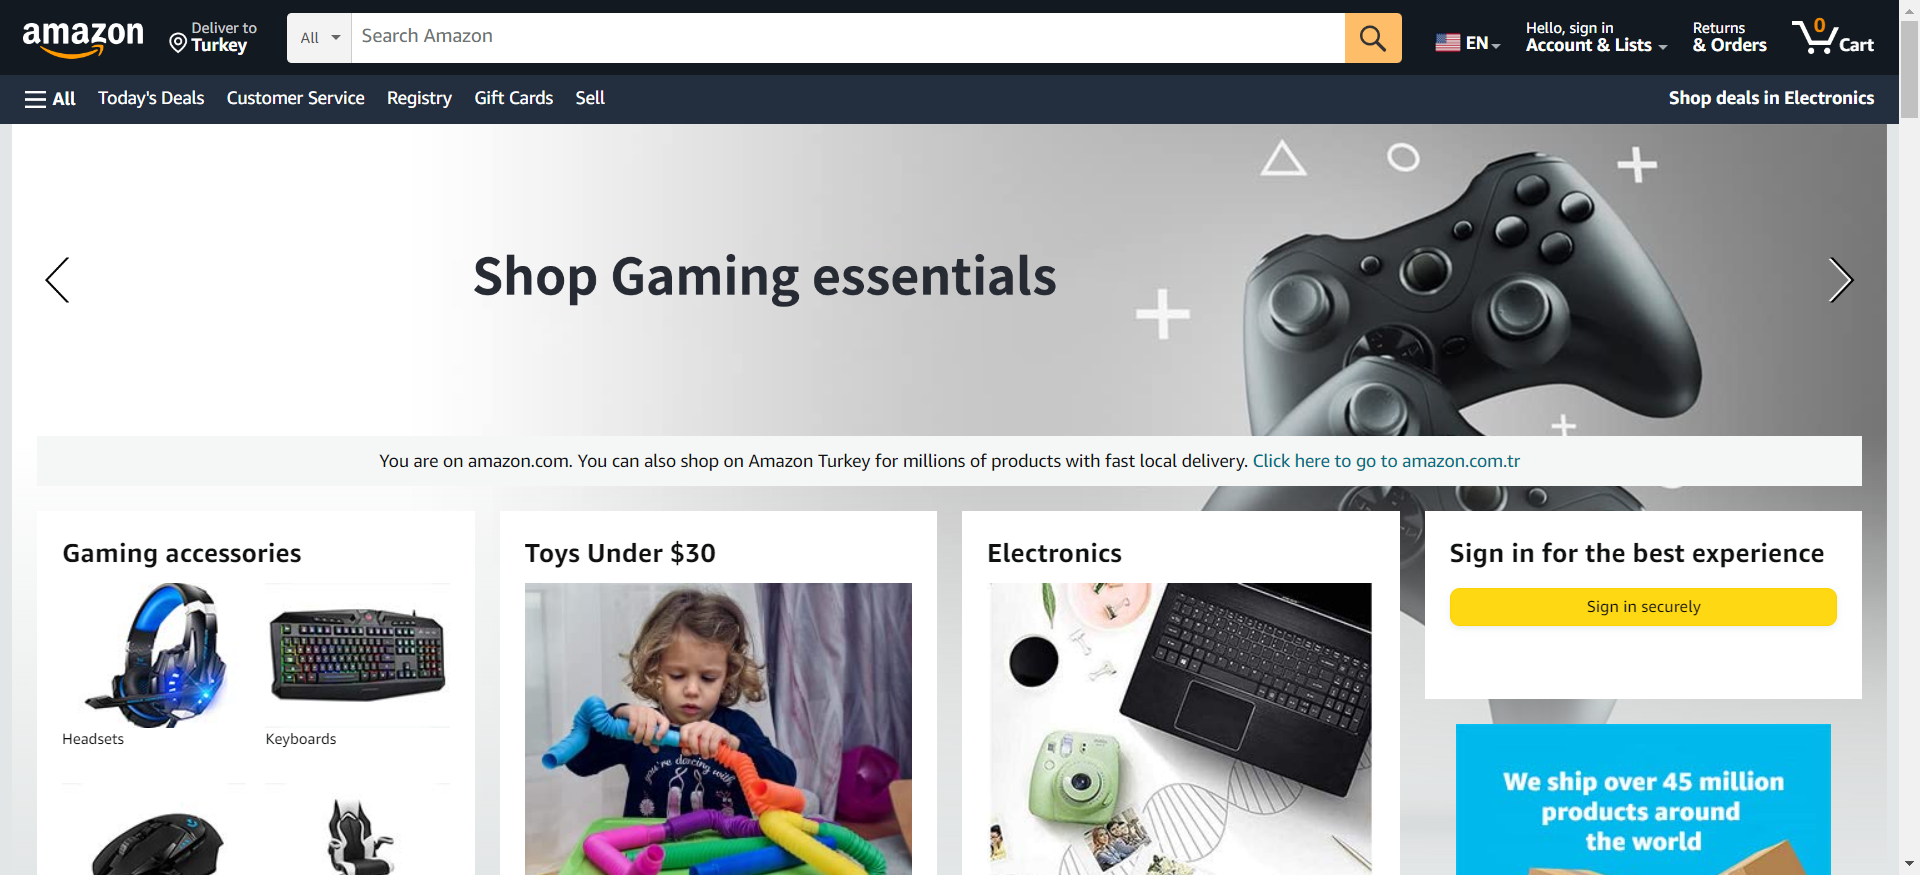 amazon
Deliver to
Turkey
All
Search Amazon
EN
Hello, sign in
Account & Lists
Returns
& Orders
0
Cart
All
Today's Deals
Customer Service
Registry
Gift Cards
Sell
Shop deals in Electronics
Shop Gaming essentials
You are on amazon.com. You can also shop on Amazon Turkey for millions of products with fast local delivery. Click here to go to amazon.com.tr
Gaming accessories
Headsets
Keyboards
Toys Under $30
you're dancing with
Electronics
Sign in for the best experience
Sign in securely
We ship over 45 million
products around
the world